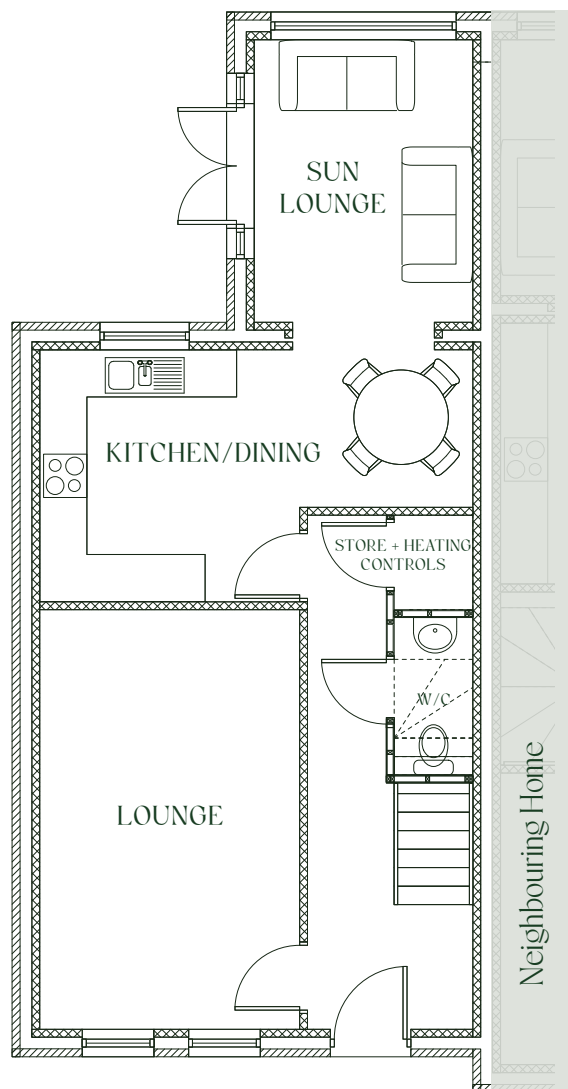 SUN
LOUNGE
KITCHEN/DINING
STORE + HEATING
CONTROLS
W/C
LOUNGE
Neighbouring Home